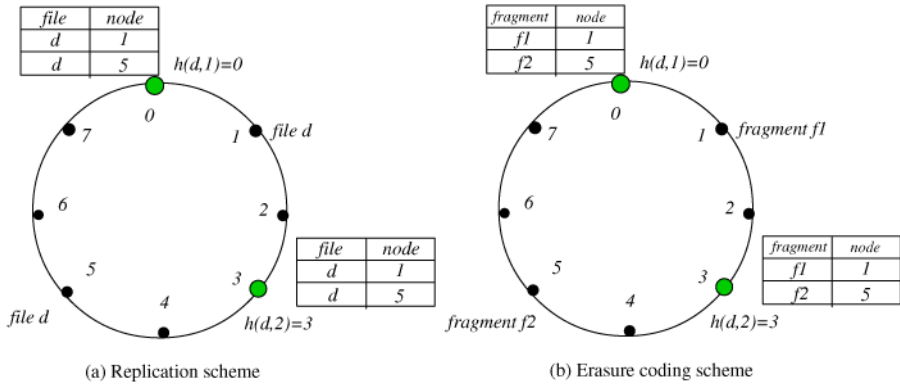 file node
d 1
d 5
h(d,1)=0
0
1
file d
2
3
h(d,2)=3
file node
d 1
d 5
4
5
file d
6
7
(a) Replication scheme
fragment node
f1 1
f2 5
h(d,1)=0
0
1
fragment f1
2
3
h(d,2)=3
fragment node
f1 1
f2 5
4
5
fragment f2
6
7
(b) Erasure coding scheme